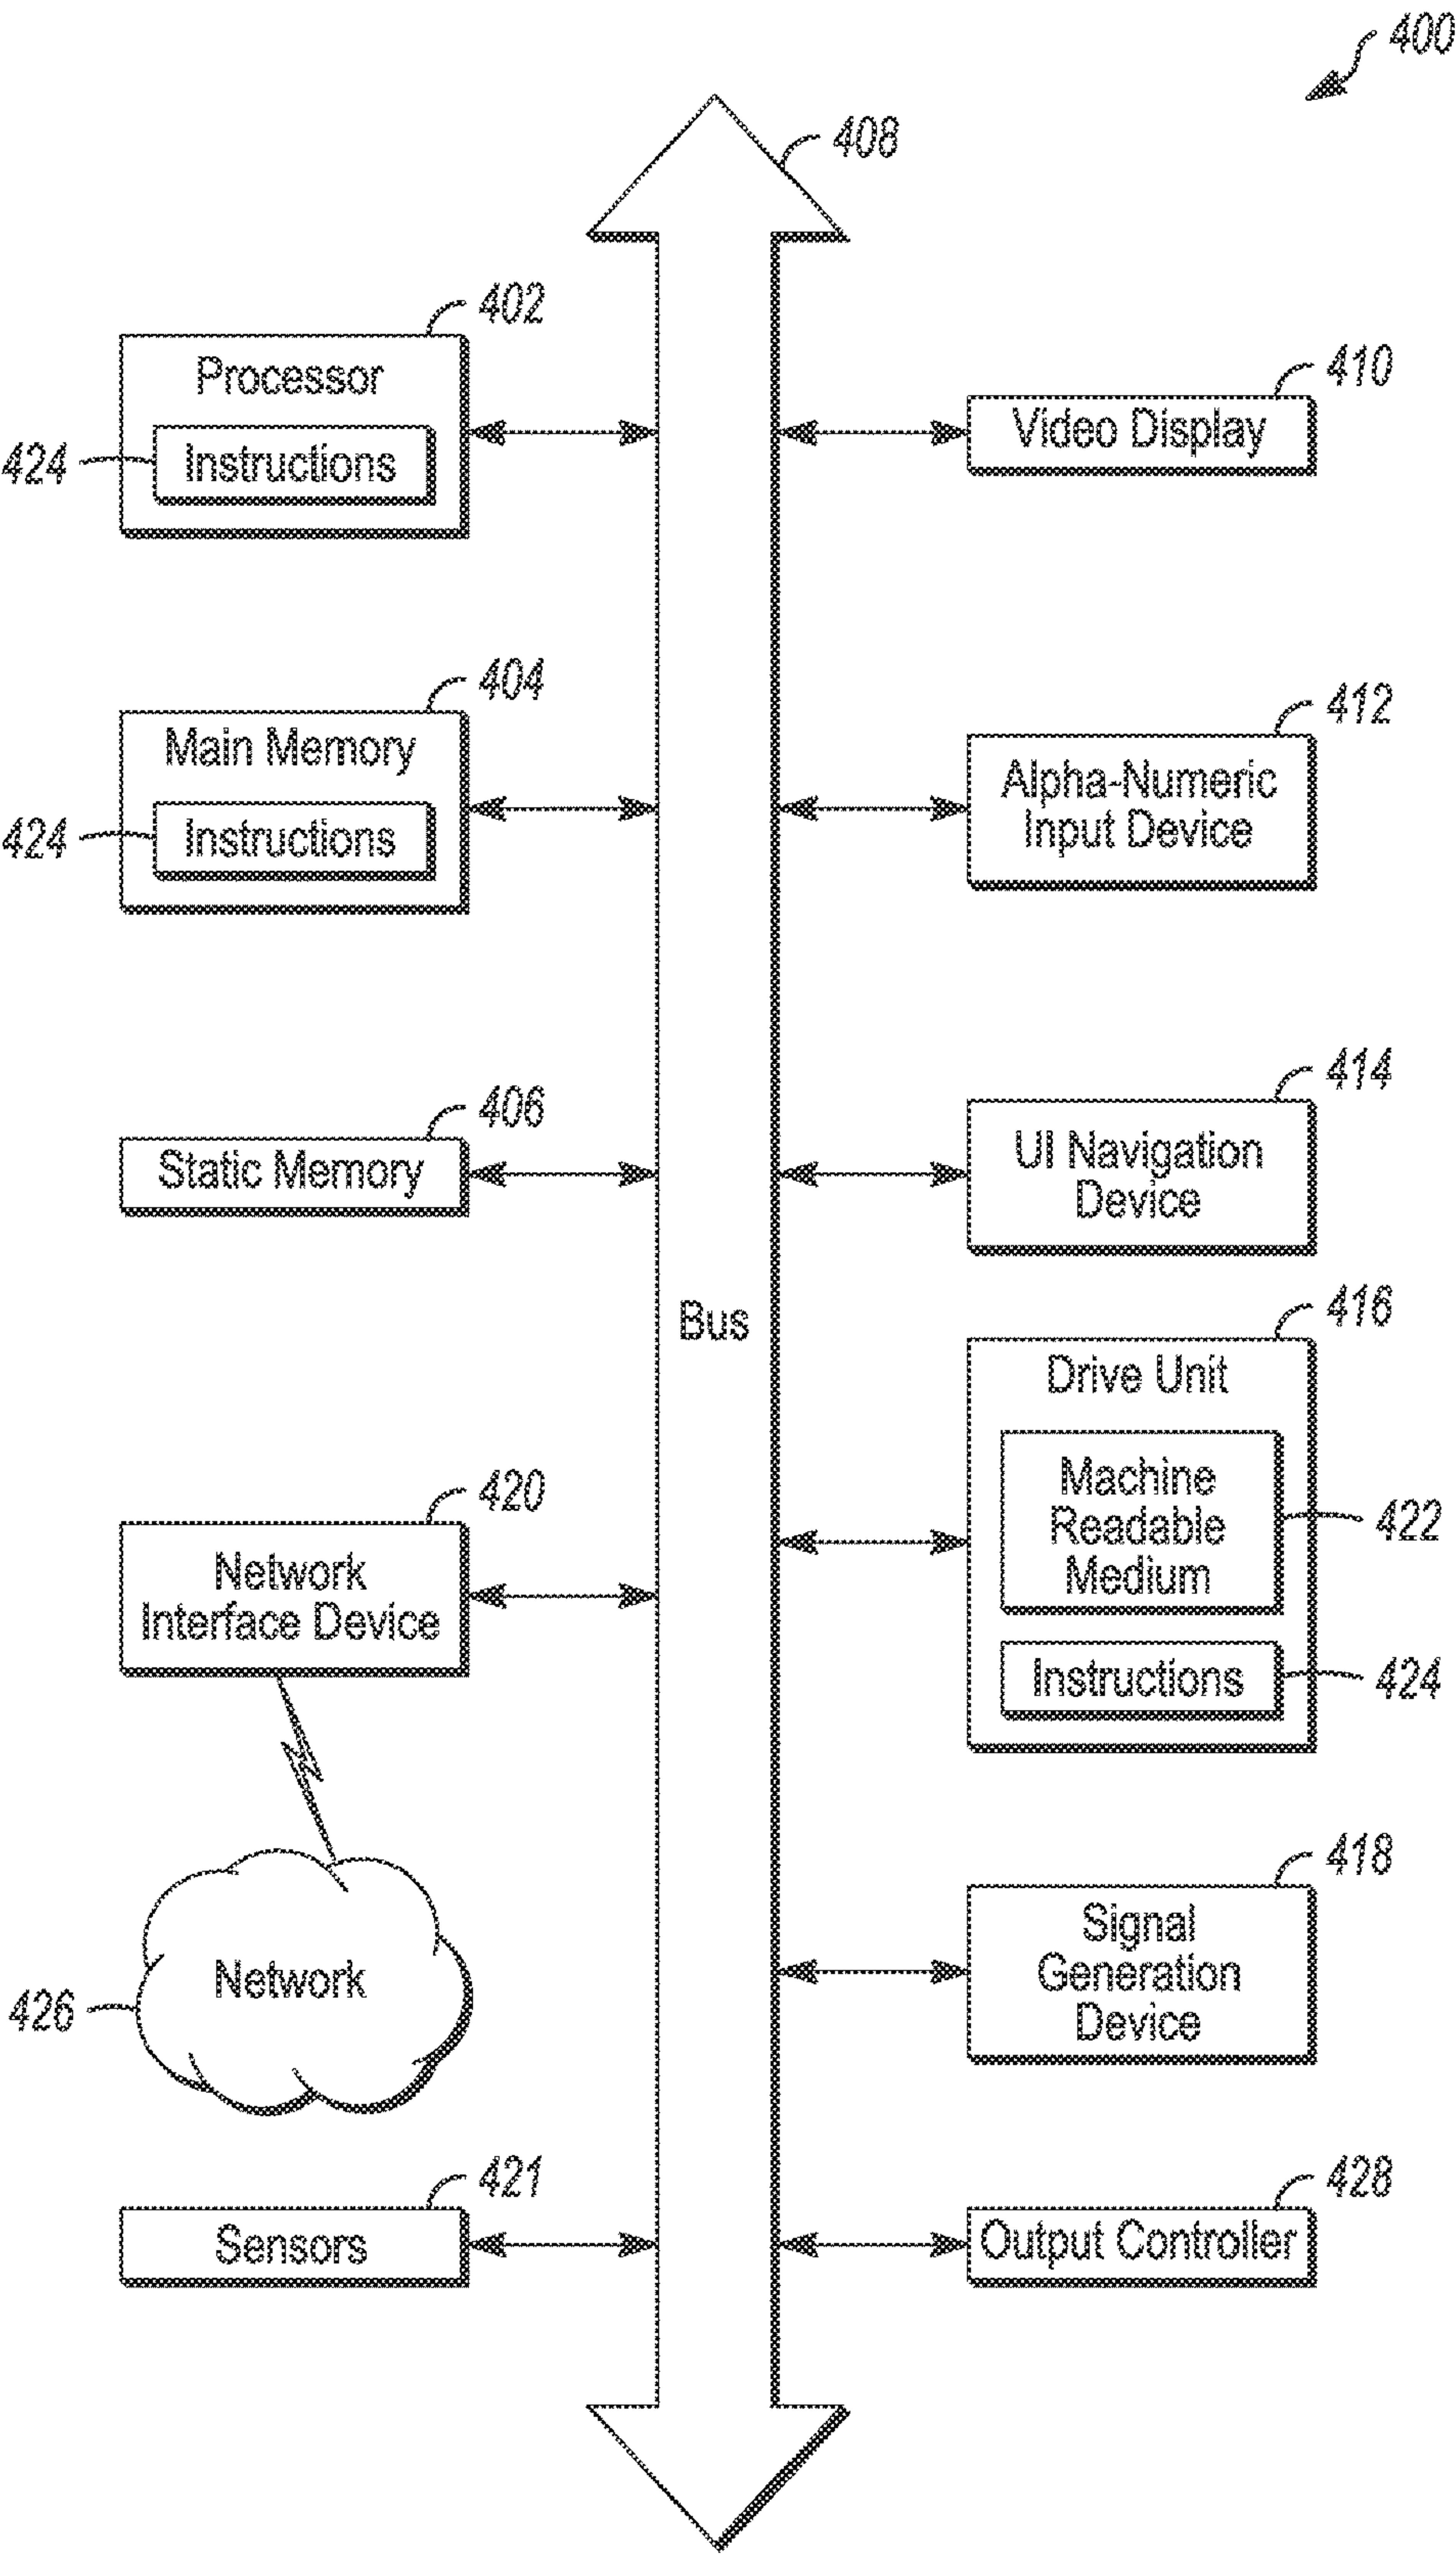 400
408
402
Processor
424
Instructions
410
Video Display
404
Main Memory
424
Instructions
412
Alpha-Numeric
Input Device
406
Static Memory
414
UI Navigation
Device
Bus
416
Drive Unit
Machine
Readable
Medium
422
Instructions
424
420
Network
Interface Device
418
Signal
Generation
Device
Network
426
421
Sensors
428
Output Controller